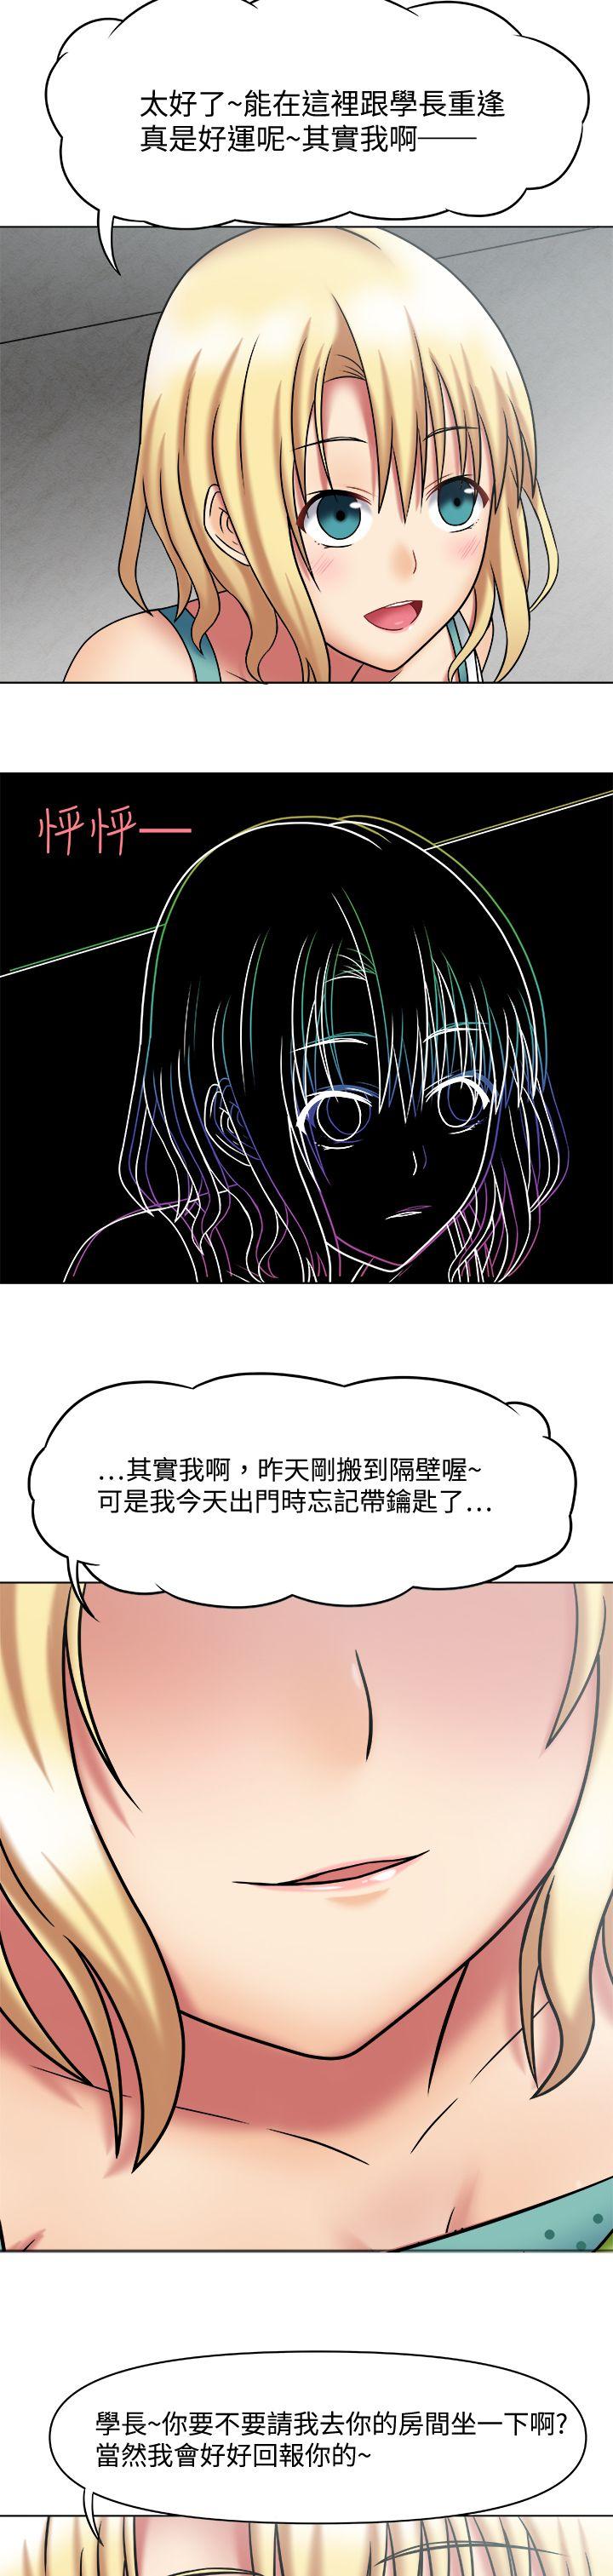 太好了~能在這裡跟學長重逢
真是好運呢~其實我啊——
怦怦—
...其實我啊，昨天剛搬到隔壁喔~
可是我今天出門時忘記帶鑰匙了...
學長~你要不要請我去你的房間坐一下啊?
當然我會好好回報你的~